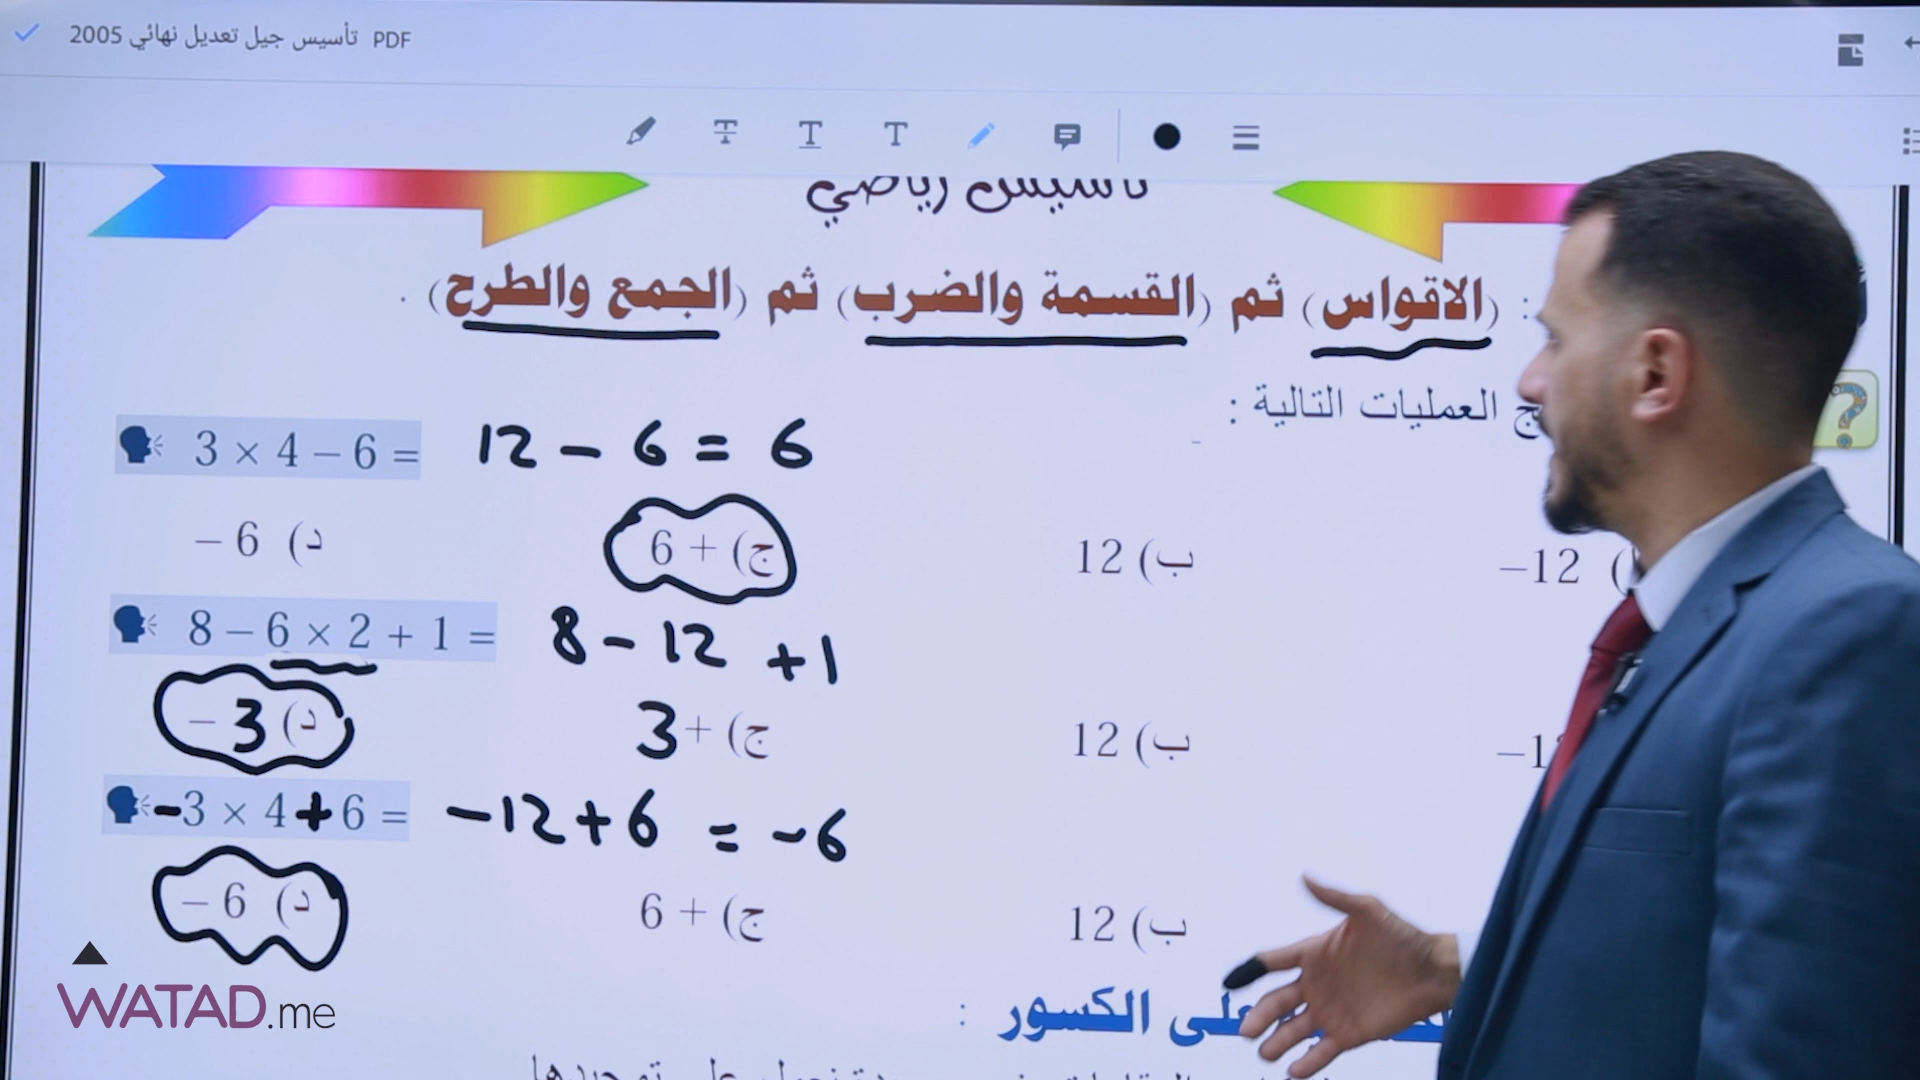 تأسيس جيل تعديل نهائي 2005 PDF
تأسيس رياضي
: (الاقواس) ثم (القسمة والضرب) ثم (الجمع والطرح) .
العمليات التالية :
3 × 4 – 6 = 12 – 6 = 6
–12 ب) 12 ج) + 6 د) – 6
8 – 6 × 2 + 1 = 8 – 12 + 1
ب) 12 ج) + 3 د) – 3
-3 × 4 + 6 = -12 + 6 = -6
ب) 12 ج) + 6 د) – 6
على الكسور :
WATAD.me